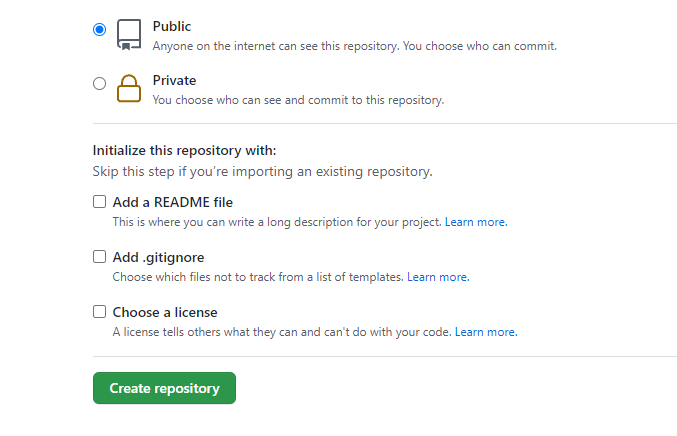 Public
Anyone on the internet can see this repository. You choose who can commit.
Private
You choose who can see and commit to this repository.
Initialize this repository with:
Skip this step if you're importing an existing repository.
Add a README file
This is where you can write a long description for your project. Learn more.
Add .gitignore
Choose which files not to track from a list of templates. Learn more.
Choose a license
A license tells others what they can and can't do with your code. Learn more.
Create repository